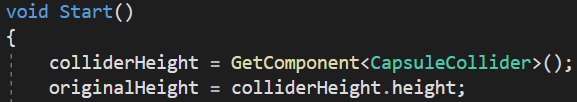 void Start()
{
colliderHeight = GetComponent<CapsuleCollider>();
originalHeight = colliderHeight.height;